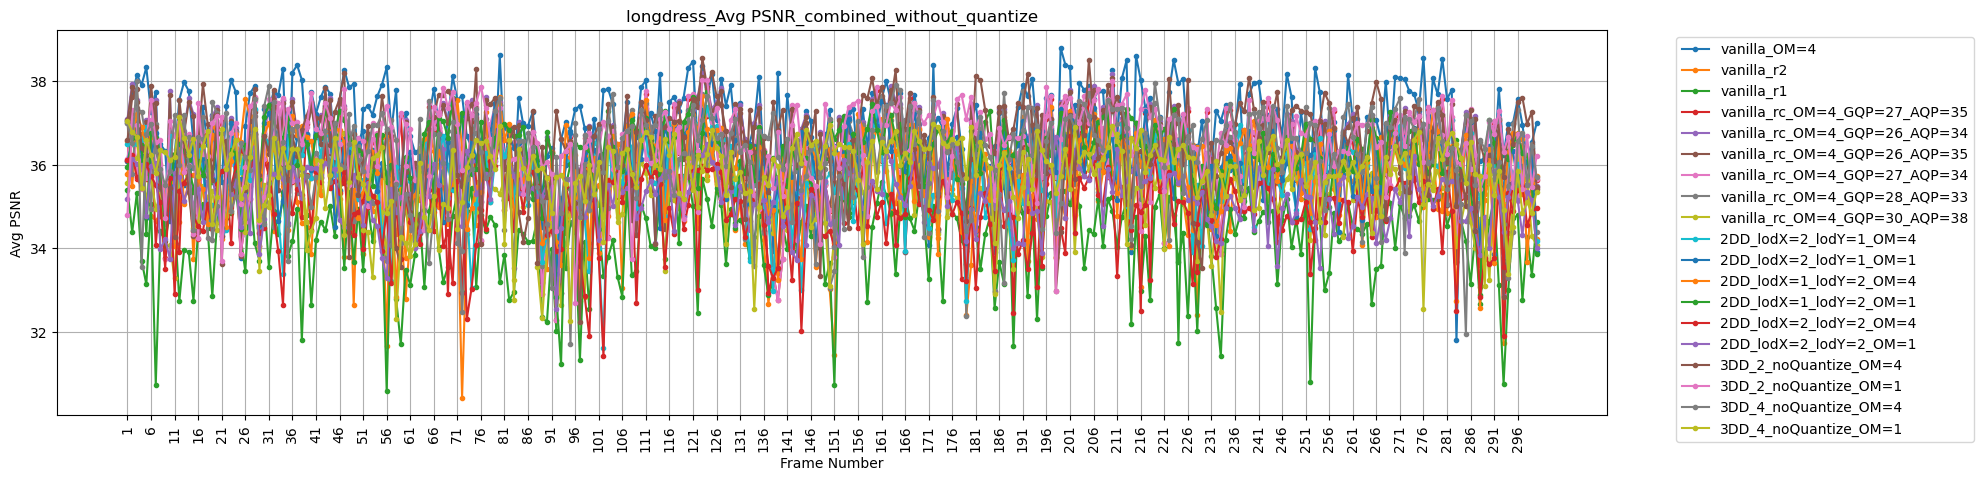 longdress_Avg PSNR_combined_without_quantize
38
36
34
32
Avg PSNR
1 6 11 16 21 26 31 36 41 46 51 56 61 66 71 76 81 86 91 96 101 106 111 116 121 126 131 136 141 146 151 156 161 166 171 176 181 186 191 196 201 206 211 216 221 226 231 236 241 246 251 256 261 266 271 276 281 286 291 296
Frame Number
vanilla_OM=4
vanilla_r2
vanilla_r1
vanilla_rc_OM=4_GQP=27_AQP=35
vanilla_rc_OM=4_GQP=26_AQP=34
vanilla_rc_OM=4_GQP=26_AQP=35
vanilla_rc_OM=4_GQP=27_AQP=34
vanilla_rc_OM=4_GQP=28_AQP=33
vanilla_rc_OM=4_GQP=30_AQP=38
2DD_lodX=2_lodY=1_OM=4
2DD_lodX=2_lodY=1_OM=1
2DD_lodX=1_lodY=2_OM=4
2DD_lodX=1_lodY=2_OM=1
2DD_lodX=2_lodY=2_OM=4
2DD_lodX=2_lodY=2_OM=1
3DD_2_noQuantize_OM=4
3DD_2_noQuantize_OM=1
3DD_4_noQuantize_OM=4
3DD_4_noQuantize_OM=1